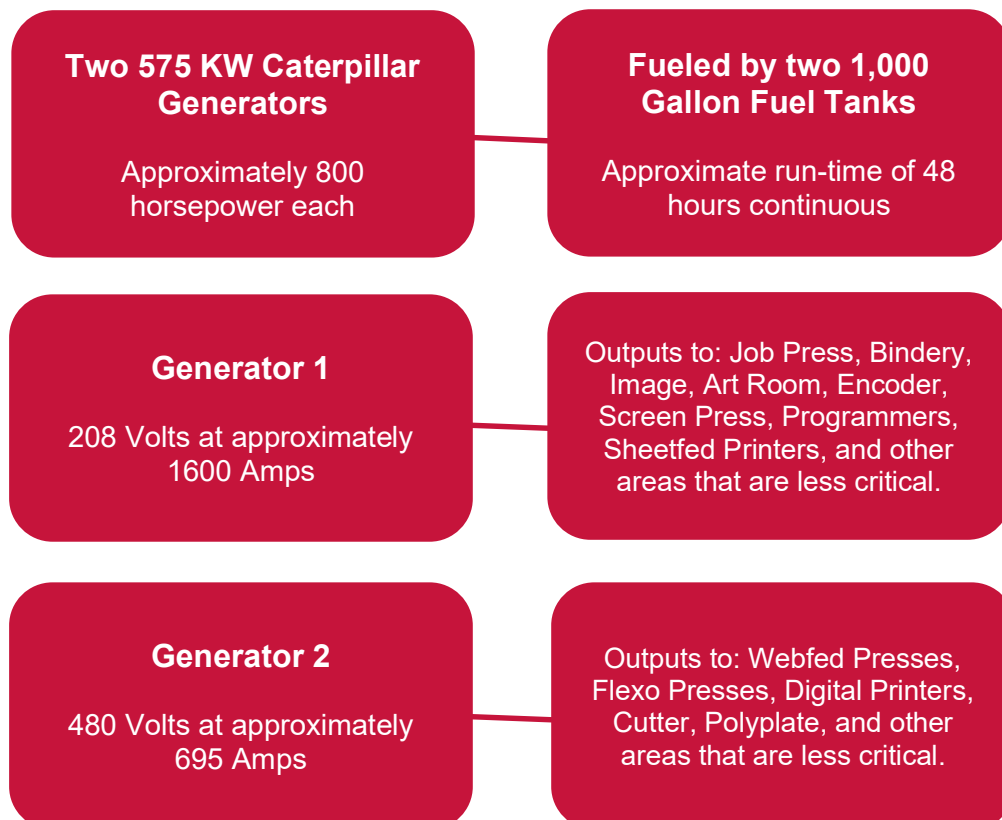 Two 575 KW Caterpillar
Generators
Approximately 800
horsepower each
Fueled by two 1,000
Gallon Fuel Tanks
Approximate run-time of 48
hours continuous
Generator 1
208 Volts at approximately
1600 Amps
Outputs to: Job Press, Bindery,
Image, Art Room, Encoder,
Screen Press, Programmers,
Sheetfed Printers, and other
areas that are less critical.
Generator 2
480 Volts at approximately
695 Amps
Outputs to: Webfed Presses,
Flexo Presses, Digital Printers,
Cutter, Polyplate, and other
areas that are less critical.